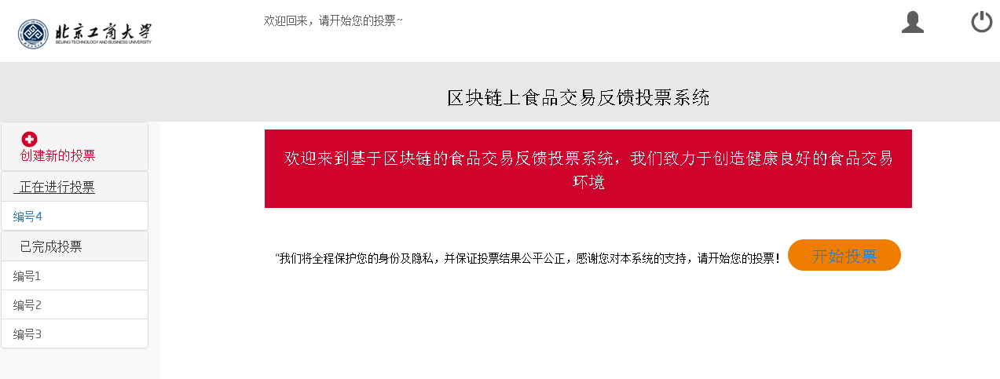 北京工商大学
BEIJING TECHNOLOGY AND BUSINESS UNIVERSITY
欢迎回来，请开始您的投票~
区块链上食品交易反馈投票系统
创建新的投票
正在进行投票
编号4
已完成投票
编号1
编号2
编号3
欢迎来到基于区块链的食品交易反馈投票系统，我们致力于创造健康良好的食品交易
环境
"我们将全程保护您的身份及隐私，并保证投票结果公平公正，感谢您对本系统的支持，请开始您的投票！
开始投票